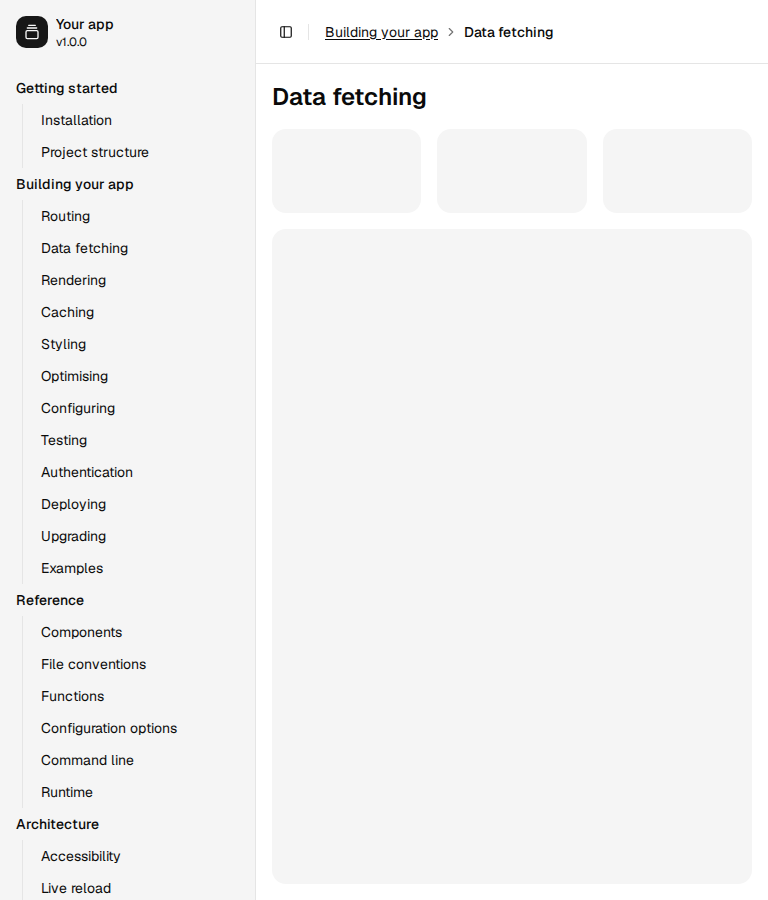 Your app
v1.0.0
Getting started
Installation
Project structure
Building your app
Routing
Data fetching
Rendering
Caching
Styling
Optimising
Configuring
Testing
Authentication
Deploying
Upgrading
Examples
Reference
Components
File conventions
Functions
Configuration options
Command line
Runtime
Architecture
Accessibility
Live reload
Building your app > Data fetching
Data fetching